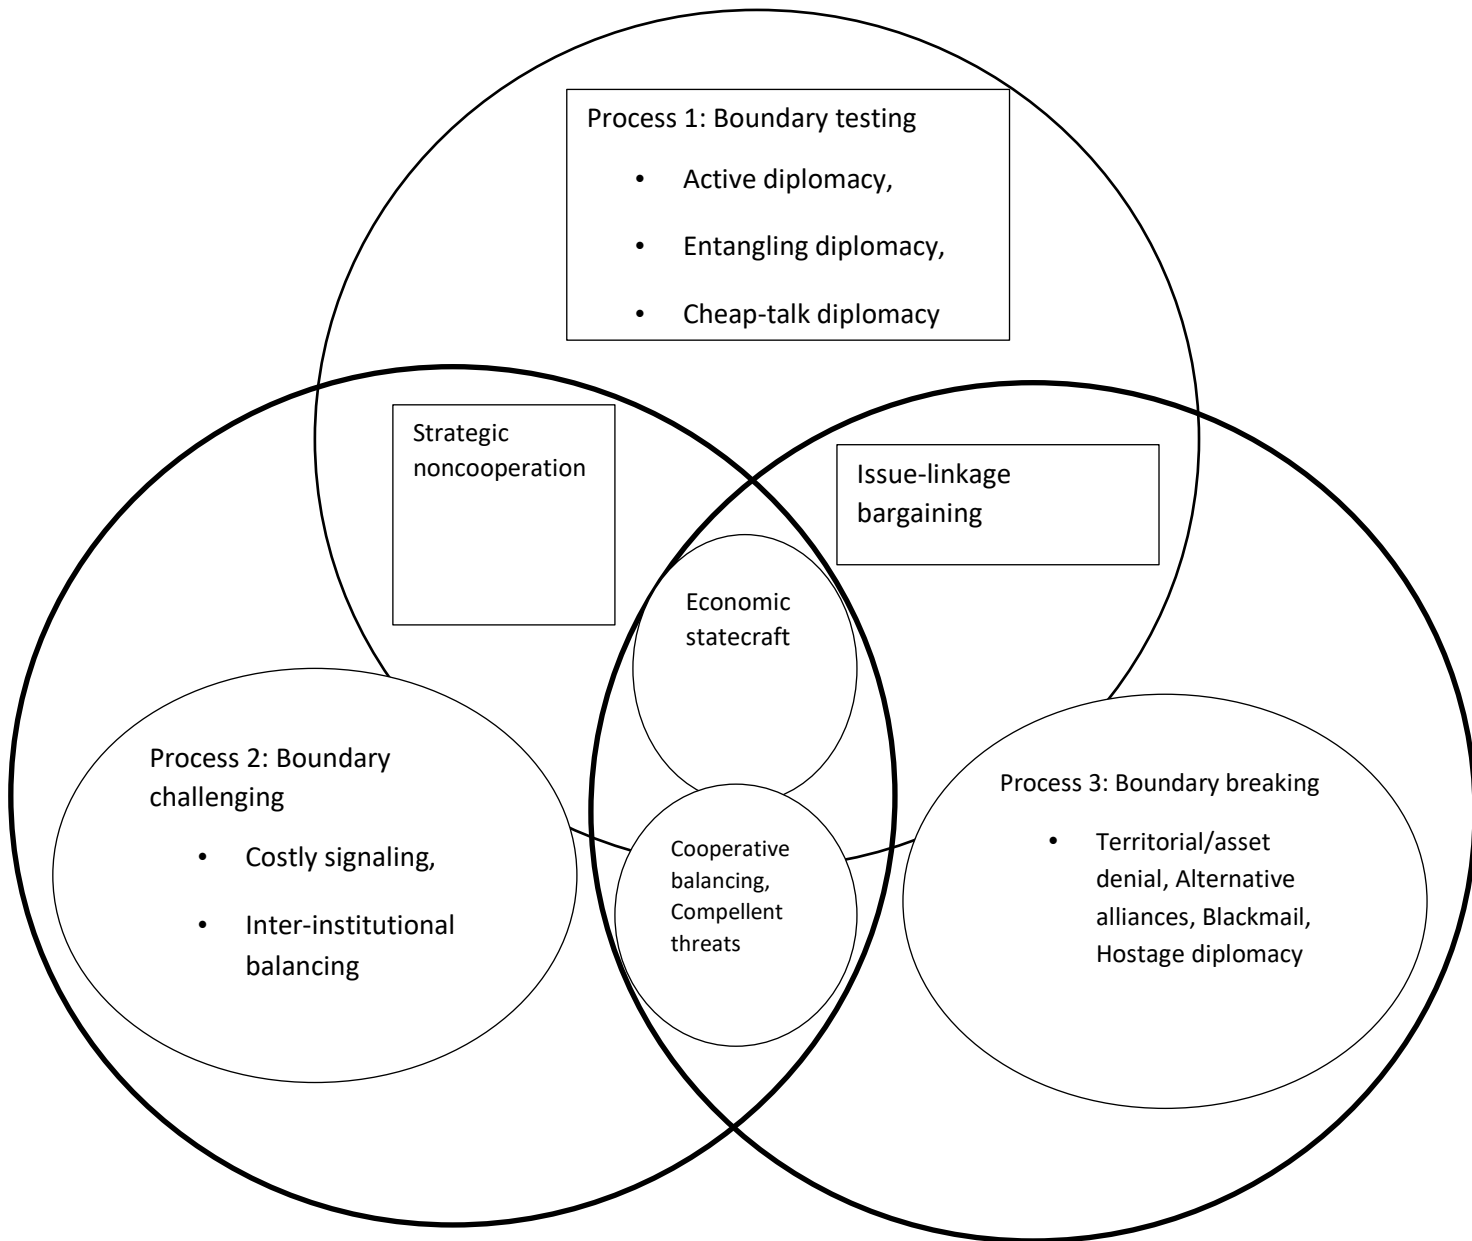 Process 1: Boundary testing
• Active diplomacy,
• Entangling diplomacy,
• Cheap-talk diplomacy
Strategic
noncooperation
Issue-linkage
bargaining
Economic
statecraft
Process 2: Boundary
challenging
• Costly signaling,
• Inter-institutional
balancing
Cooperative
balancing,
Compellent
threats
Process 3: Boundary breaking
• Territorial/asset
denial, Alternative
alliances, Blackmail,
Hostage diplomacy